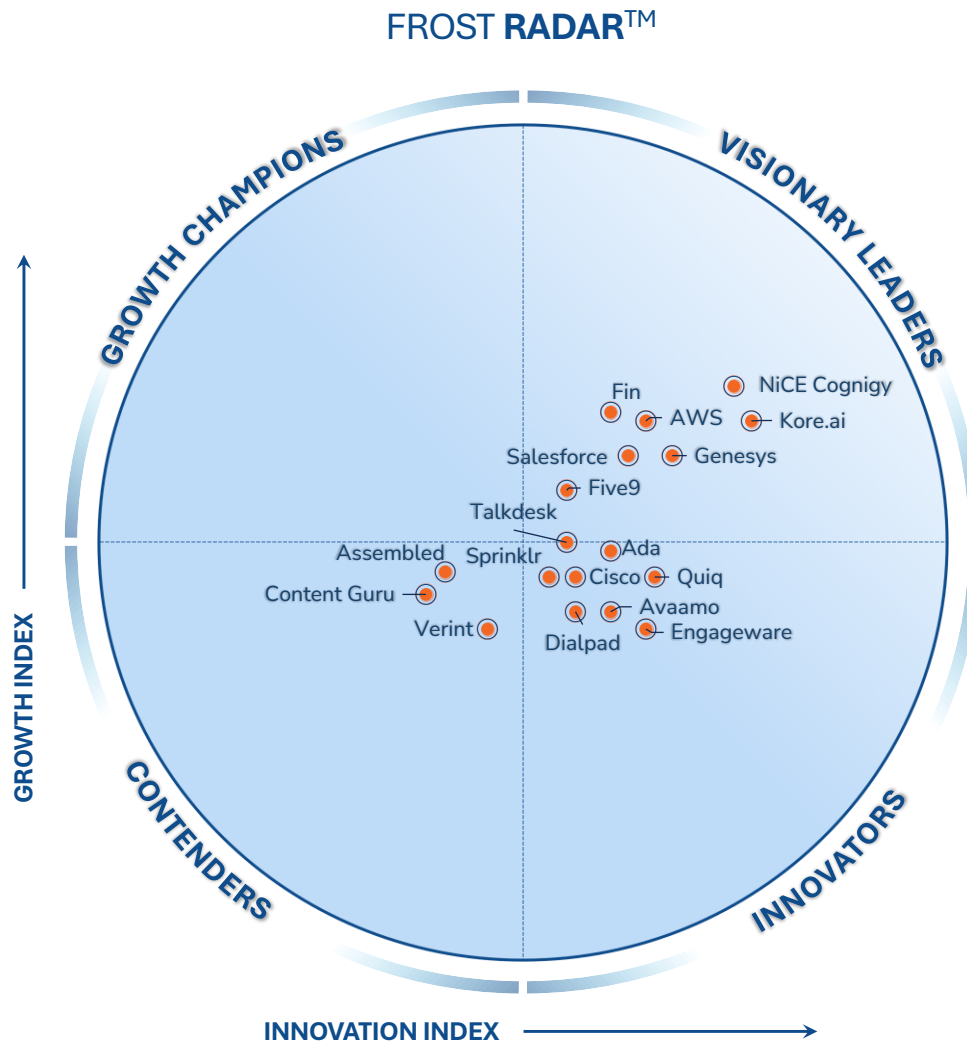 FROST RADAR™
GROWTH CHAMPIONS
VISIONARY LEADERS
NiCE Cognigy
Fin
AWS
Kore.ai
Salesforce
Genesys
Five9
Talkdesk
Ada
Assembled
Sprinklr
Cisco
Quiq
Content Guru
Avaamo
Verint
Engageware
Dialpad
GROWTH INDEX
CONTENDERS
INNOVATORS
INNOVATION INDEX